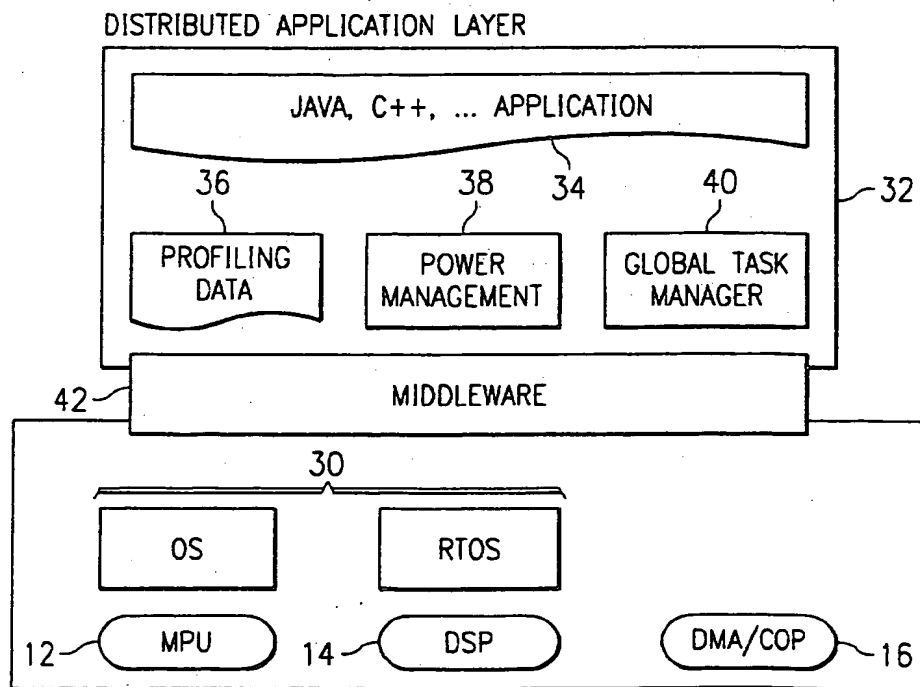 DISTRIBUTED APPLICATION LAYER
JAVA, C++, ... APPLICATION
34
36
38
40
32
PROFILING
DATA
POWER
MANAGEMENT
GLOBAL TASK
MANAGER
42
MIDDLEWARE
30
OS
RTOS
12
MPU
14
DSP
DMA/COP
16